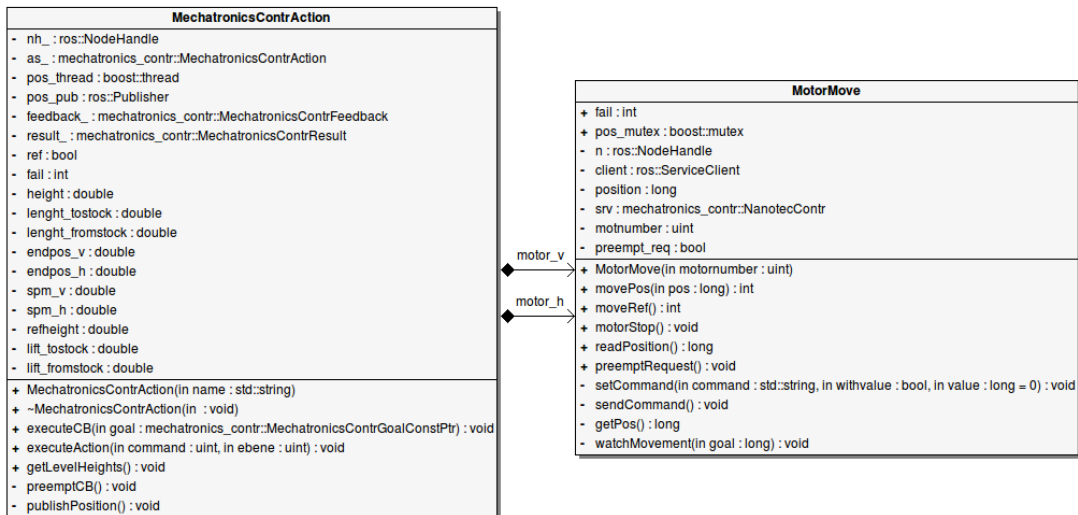 MechatronicsContrAction
- nh_ : ros::NodeHandle
- as_ : mechatronics_contr::MechatronicsContrAction
- pos_thread : boost::thread
- pos_pub : ros::Publisher
- feedback_ : mechatronics_contr::MechatronicsContrFeedback
- result_ : mechatronics_contr::MechatronicsContrResult
- ref : bool
- fail : int
- height : double
- lenght_tostock : double
- lenght_fromstock : double
- endpos_v : double
- endpos_h : double
- spm_v : double
- spm_h : double
- refheight : double
- lift_tostock : double
- lift_fromstock : double
+ MechatronicsContrAction(in name : std::string)
+ ~MechatronicsContrAction(in : void)
+ executeCB(in goal : mechatronics_contr::MechatronicsContrGoalConstPtr) : void
+ executeAction(in command : uint, in ebene : uint) : void
+ getLevelHeights() : void
- preemptCB() : void
- publishPosition() : void
motor_v
motor_h
MotorMove
+ fail : int
+ pos_mutex : boost::mutex
- n : ros::NodeHandle
- client : ros::ServiceClient
- position : long
- srv : mechatronics_contr::NanotecContr
- motnumber : uint
- preempt_req : bool
+ MotorMove(in motornumber : uint)
+ movePos(in pos : long) : int
+ moveRef() : int
+ motorStop() : void
+ readPosition() : long
+ preemptRequest() : void
- setCommand(in command : std::string, in withvalue : bool, in value : long = 0) : void
- sendCommand() : void
- getPos() : long
- watchMovement(in goal : long) : void